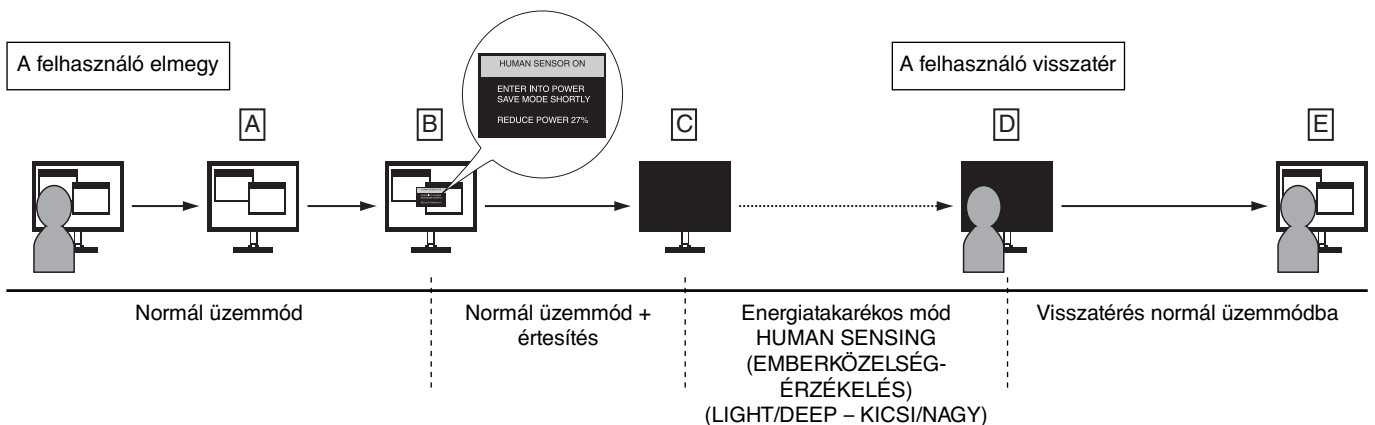 A felhasználó elmegy
HUMAN SENSOR ON
ENTER INTO POWER
SAVE MODE SHORTLY
REDUCE POWER 27%
A felhasználó visszatér
A
B
C
D
E
Normál üzemmód
Normál üzemmód +
értesítés
Energiatakarékos mód
HUMAN SENSING
(EMBERKÖZELSÉG-
ÉRZÉKELÉS)
(LIGHT/DEEP – KICSI/NAGY)
Visszatérés normál üzemmódba